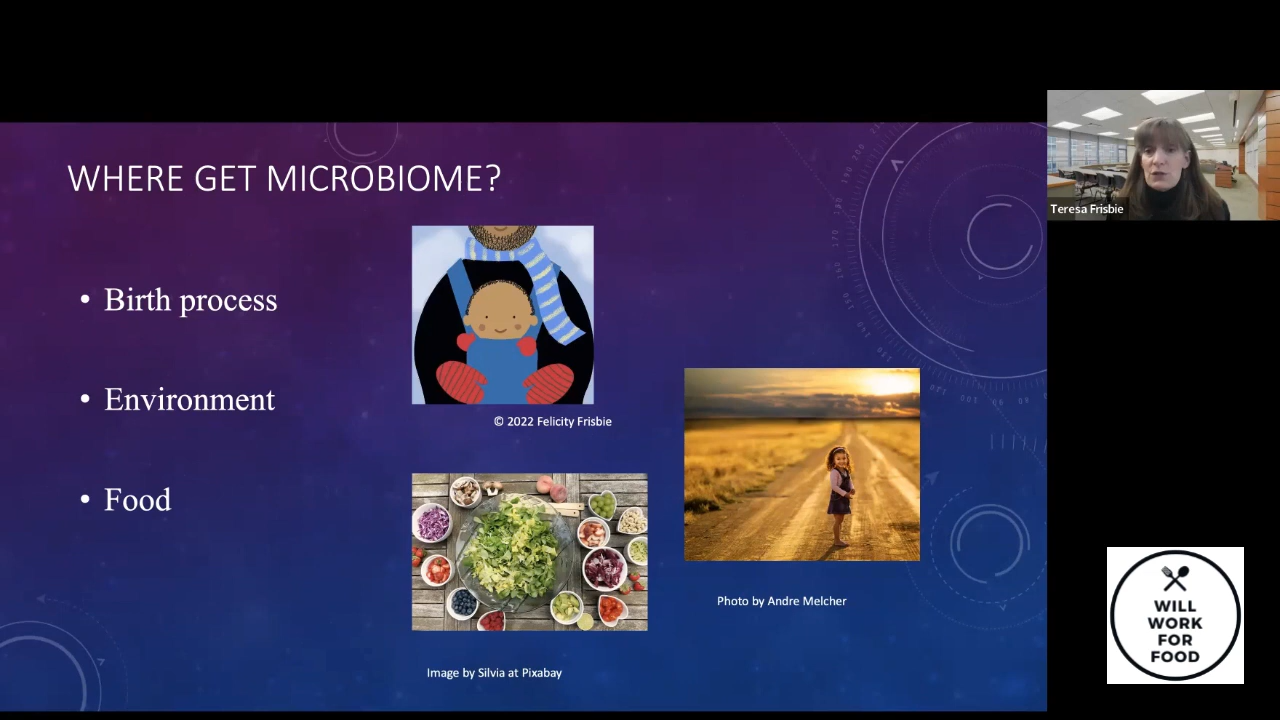 WHERE GET MICROBIOME?
• Birth process
• Environment
• Food
© 2022 Felicity Frisbie
Photo by Andre Melcher
Image by Silvia at Pixabay
Teresa Frisbie
WILL
WORK
FOR
FOOD